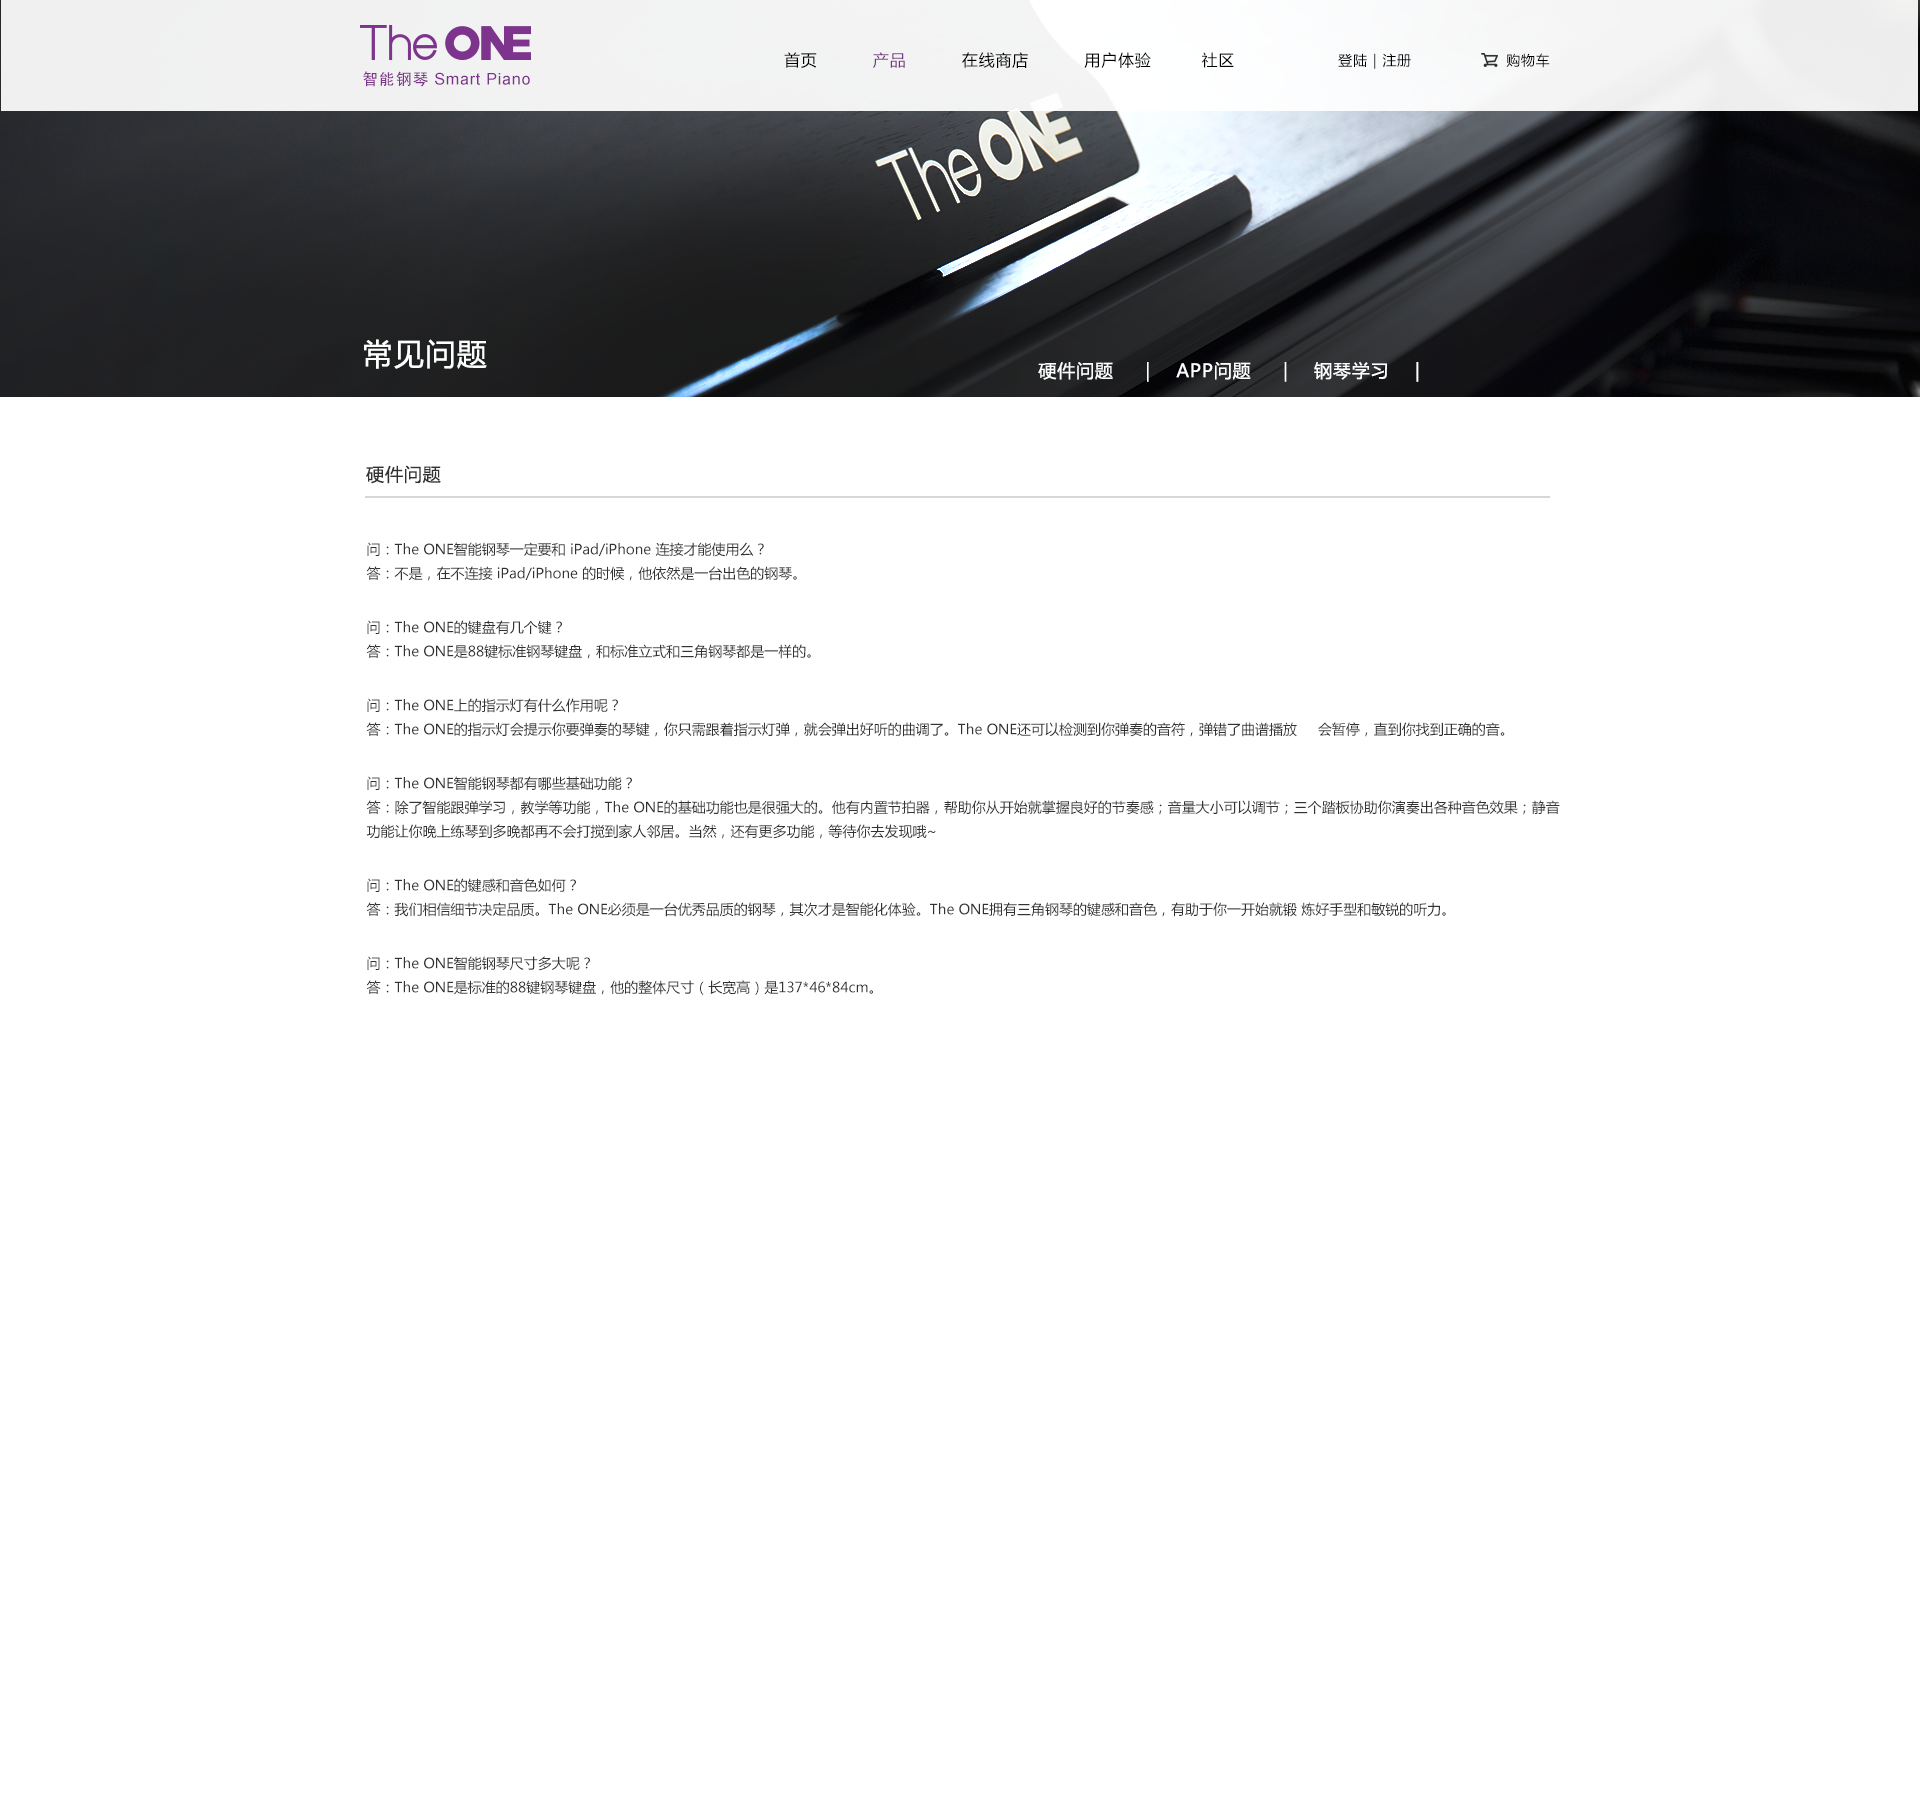 The ONE
智能钢琴 Smart Piano
首页 产品 在线商店 用户体验 社区 登陆 | 注册 购物车
The ONE
常见问题
硬件问题 | APP问题 | 钢琴学习 |
硬件问题
问：The ONE智能钢琴一定要和 iPad/iPhone 连接才能使用么？
答：不是，在不连接 iPad/iPhone 的时候，他依然是一台出色的钢琴。
问：The ONE的键盘有几个键？
答：The ONE是88键标准钢琴键盘，和标准立式和三角钢琴都是一样的。
问：The ONE上的指示灯有什么作用呢？
答：The ONE的指示灯会提示你要弹奏的琴键，你只需跟着指示灯弹，就会弹出好听的曲调了。The ONE还可以检测到你弹奏的音符，弹错了曲谱播放 会暂停，直到你找到正确的音。
问：The ONE智能钢琴都有哪些基础功能？
答：除了智能跟弹学习，教学等功能，The ONE的基础功能也是很强大的。他有内置节拍器，帮助你从开始就掌握良好的节奏感；音量大小可以调节；三个踏板协助你演奏出各种音色效果；静音
功能让你晚上练琴到多晚都再不会打搅到家人邻居。当然，还有更多功能，等待你去发现哦~
问：The ONE的键感和音色如何？
答：我们相信细节决定品质。The ONE必须是一台优秀品质的钢琴，其次才是智能化体验。The ONE拥有三角钢琴的键感和音色，有助于你一开始就锻 炼好手型和敏锐的听力。
问：The ONE智能钢琴尺寸多大呢？
答：The ONE是标准的88键钢琴键盘，他的整体尺寸（长宽高）是137*46*84cm。